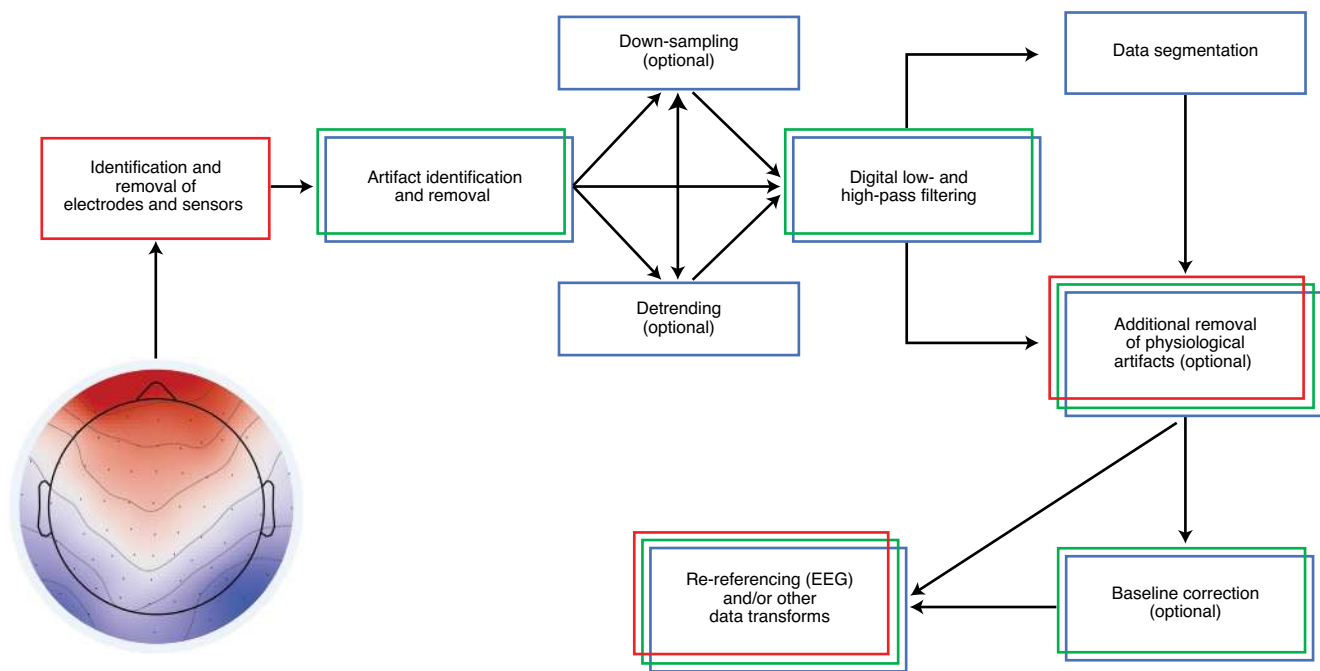 Down-sampling
(optional)
Data segmentation
Identification and
removal of
electrodes and sensors
Artifact identification
and removal
Digital low- and
high-pass filtering
Detrending
(optional)
Additional removal
of physiological
artifacts (optional)
Re-referencing (EEG)
and/or other
data transforms
Baseline correction
(optional)